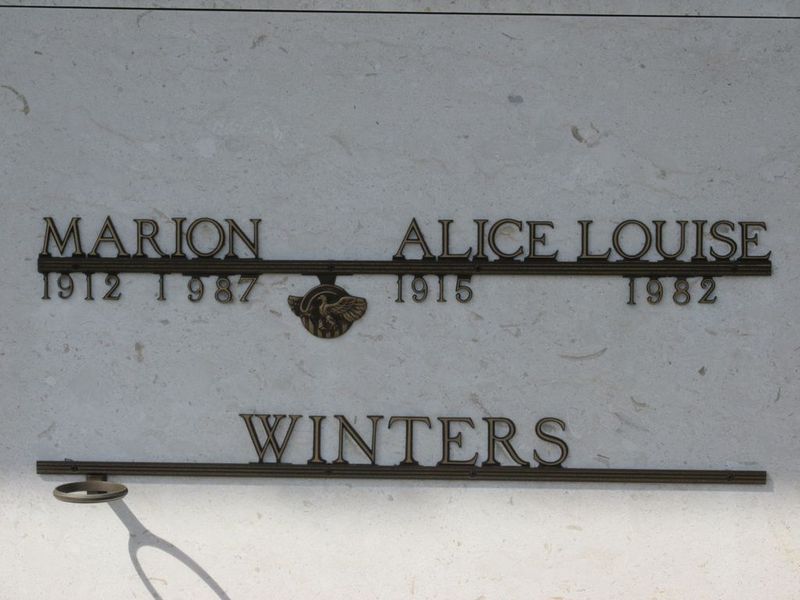 MARION ALICE LOUISE
1912 1987 1915 1982
WINTERS